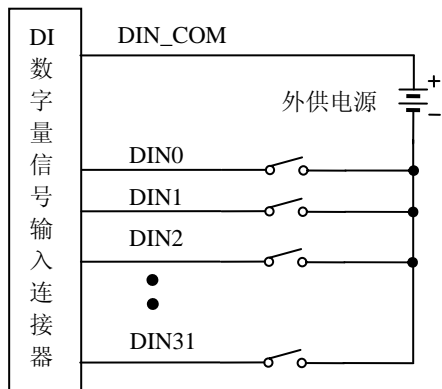 DI
数
字
量
信
号
输
入
连
接
器
DIN_COM
+
外供电源
−
DIN0
DIN1
DIN2
DIN31